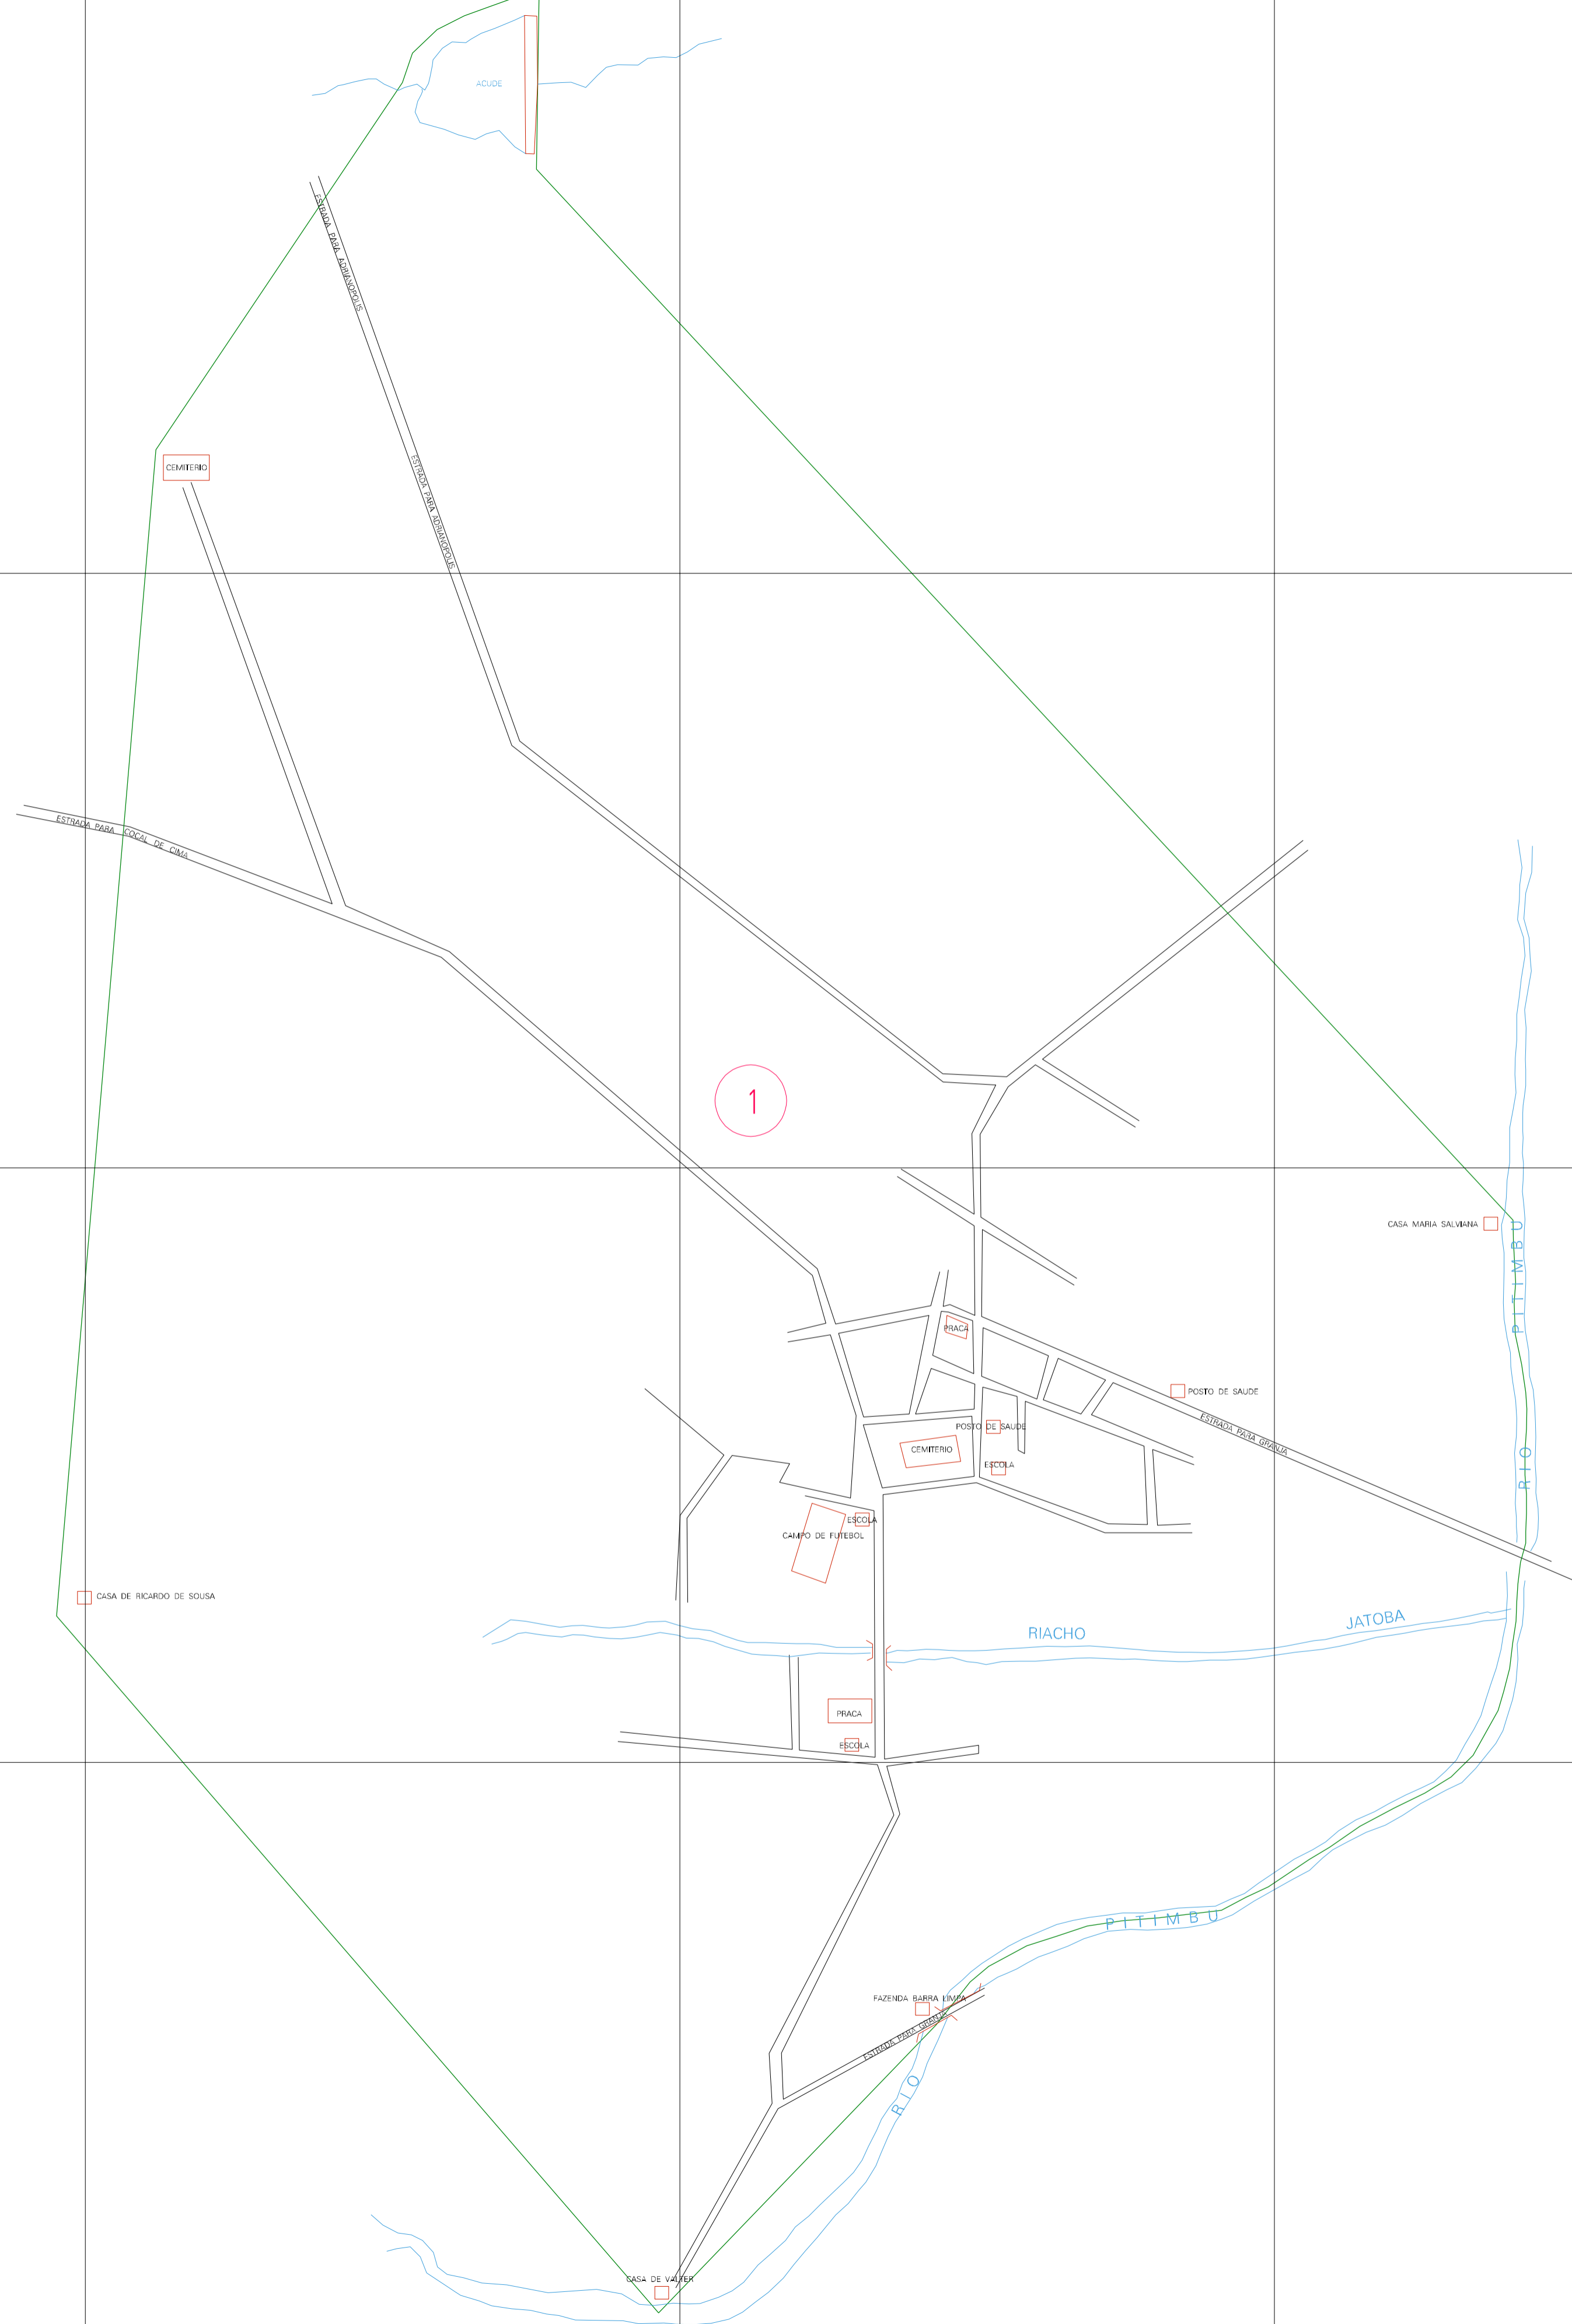 ACUDE
ESTRADA PARA ADRIANOPOLIS
CEMITERIO
ESTRADA PARA ADRIANOPOLIS
ESTRADA PARA COCAL DE CIMA
1
CASA MARIA SALVIANA
PITIMBU
PRACA
POSTO DE SAUDE
ESTRADA PARA GRANJA
POSTO DE SAUDE
CEMITERIO
ESCOLA
RIO
ESCOLA
CAMPO DE FUTEBOL
CASA DE RICARDO DE SOUSA
RIACHO
JATOBA
PRACA
ESCOLA
PITIMBU
FAZENDA BARRA LIMPA
ESTRADA PARA GRANJA
RIO
CASA DE VALTER